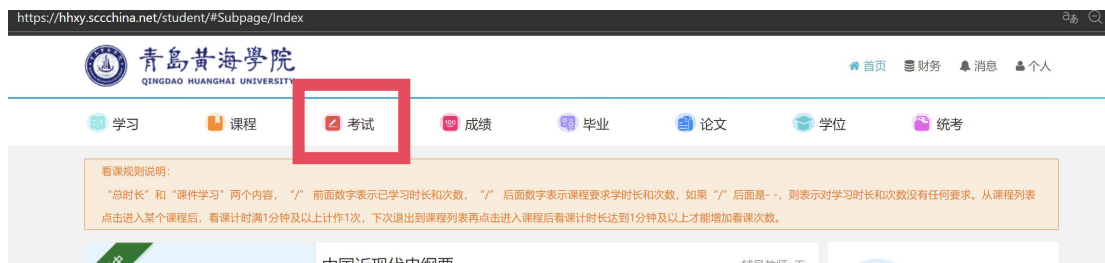 https://hhxy.sccchina.net/student/#Subpage/Index
青島黄海學院
QINGDAO HUANGHAI UNIVERSITY
首页 财务 消息 个人
学习 课程 考试 成绩 毕业 论文 学位 统考
看课规则说明:
“总时长”和“课件学习”两个内容，“/”前面数字表示已学习时长和次数，“/”后面数字表示课程要求学时长和次数，如果“/”后面是- -，则表示对学习时长和次数没有任何要求。从课程列表
点击进入某个课程后，看课计时满1分钟及以上计作1次，下次退出到课程列表再点击进入课程后看课计时长达到1分钟及以上才能增加看课次数。
中国近现代史纲要